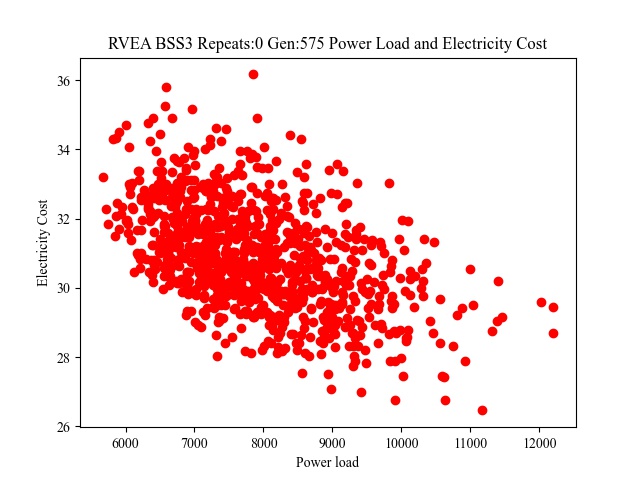 RVEA BSS3 Repeats:0 Gen:575 Power Load and Electricity Cost
36
34
32
30
28
26
Electricity Cost
6000 7000 8000 9000 10000 11000 12000
Power load